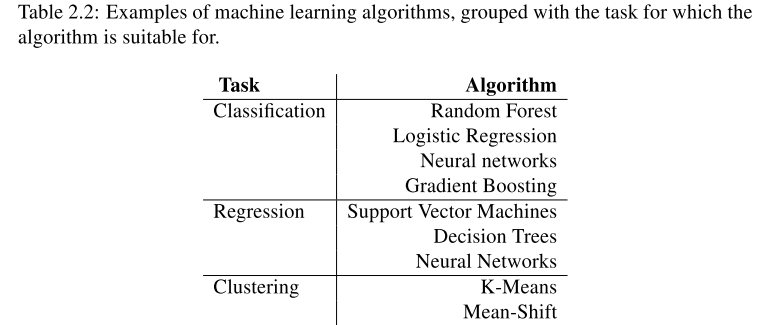 Table 2.2: Examples of machine learning algorithms, grouped with the task for which the
algorithm is suitable for.
Task Algorithm
Classification Random Forest
Logistic Regression
Neural networks
Gradient Boosting
Regression Support Vector Machines
Decision Trees
Neural Networks
Clustering K-Means
Mean-Shift